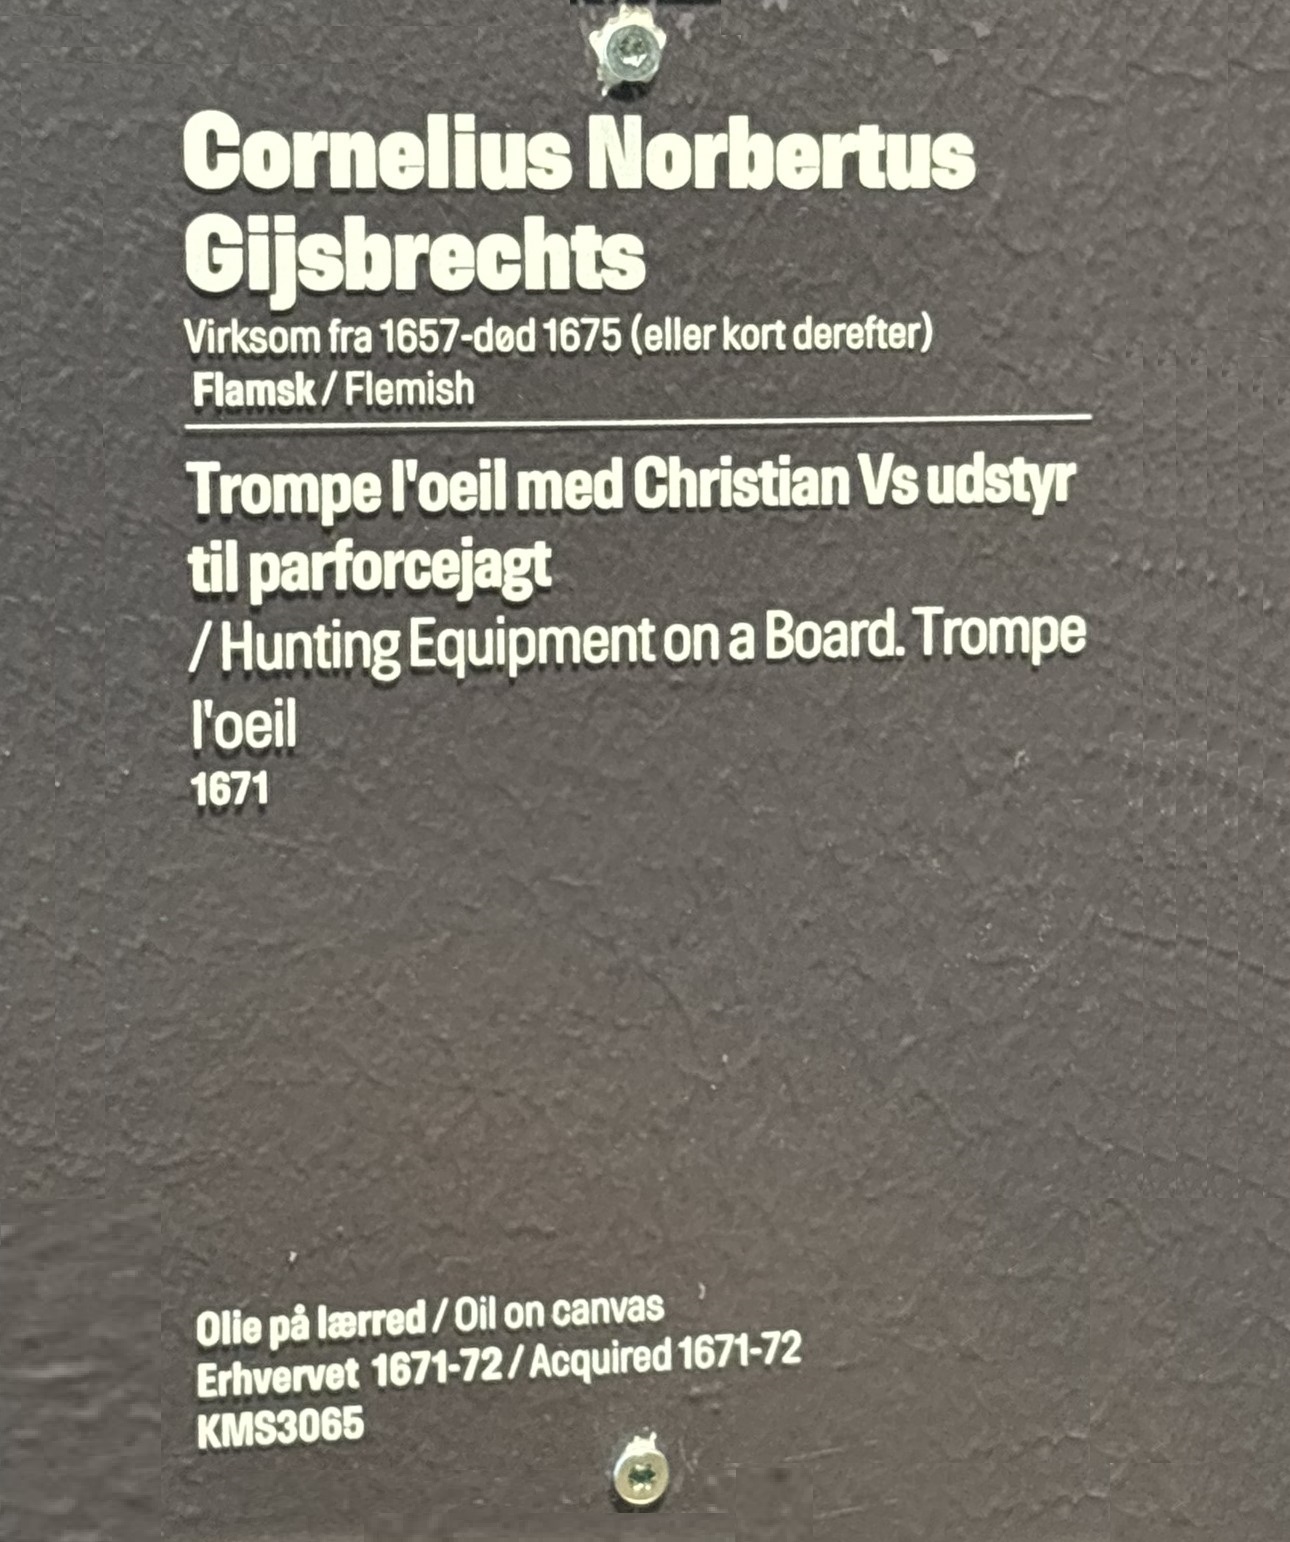 Cornelius Norbertus
Gijsbrechts
Virksom fra 1657-død 1675 (eller kort derefter)
Flamsk / Flemish
Trompe l'oeil med Christian Vs udstyr
til parforcejagt
/ Hunting Equipment on a Board. Trompe
l'oeil
1671
Olie på lærred / Oil on canvas
Erhvervet 1671-72 / Acquired 1671-72
KMS3065